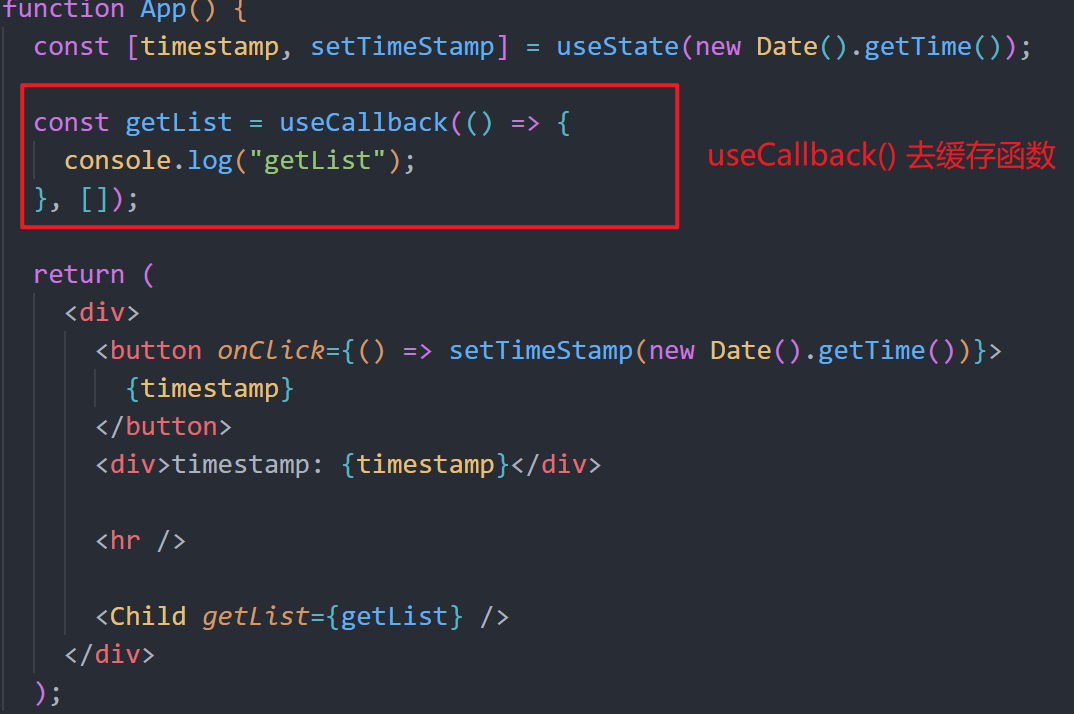 function App() {
const [timestamp, setTimeStamp] = useState(new Date().getTime());
const getList = useCallback(() => {
console.log("getList");
}, []);
useCallback() 去缓存函数
return (
<div>
<button onClick={() => setTimeStamp(new Date().getTime())}>
{timestamp}
</button>
<div>timestamp: {timestamp}</div>
<hr />
<Child getList={getList} />
</div>
);